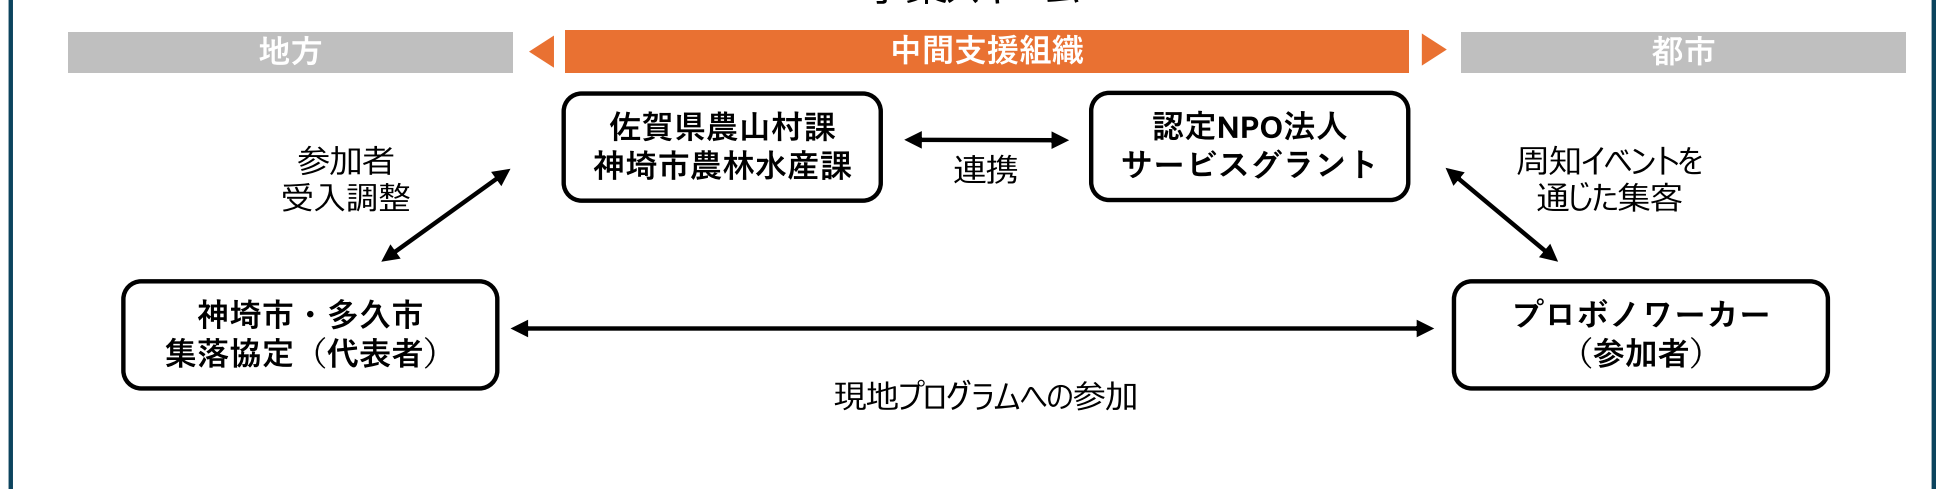 地方
中間支援組織
都市
佐賀県農山村課
神埼市農林水産課
連携
認定NPO法人
サービスグラント
参加者
受入調整
周知イベントを
通じた集客
神埼市・多久市
集落協定（代表者）
プロボノワーカー
（参加者）
現地プログラムへの参加